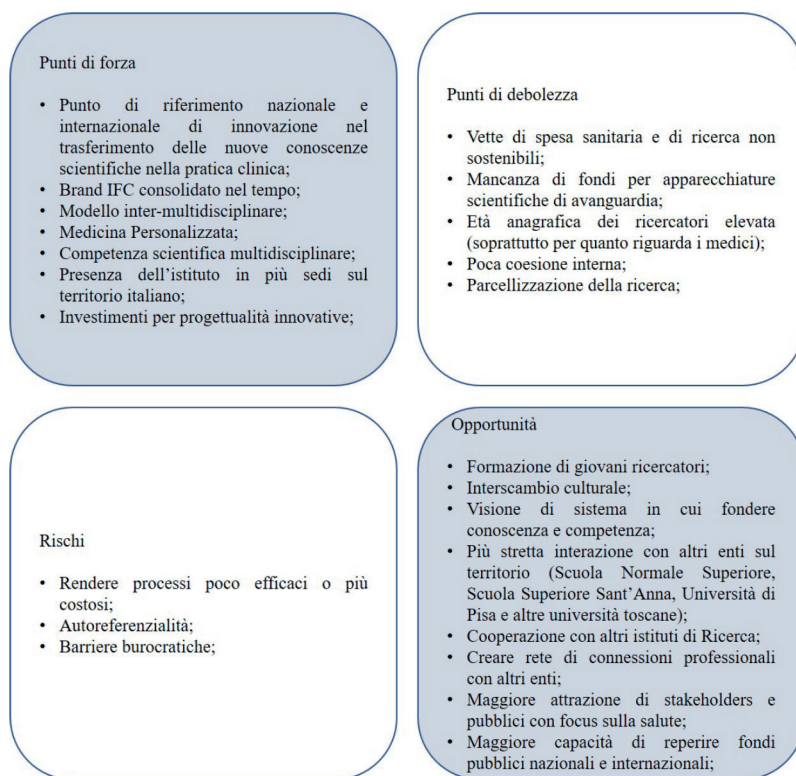 Punti di forza
• Punto di riferimento nazionale e
internazionale di innovazione nel
trasferimento delle nuove conoscenze
scientifiche nella pratica clinica;
• Brand IFC consolidato nel tempo;
• Modello inter-multidisciplinare;
• Medicina Personalizzata;
• Competenza scientifica multidisciplinare;
• Presenza dell’istituto in più sedi sul
territorio italiano;
• Investimenti per progettualità innovative;
Punti di debolezza
• Vette di spesa sanitaria e di ricerca non
sostenibili;
• Mancanza di fondi per apparecchiature
scientifiche di avanguardia;
• Età anagrafica dei ricercatori elevata
(soprattutto per quanto riguarda i medici);
• Poca coesione interna;
• Parcellizzazione della ricerca;
Rischi
• Rendere processi poco efficaci o più
costosi;
• Autoreferenzialità;
• Barriere burocratiche;
Opportunità
• Formazione di giovani ricercatori;
• Interscambio culturale;
• Visione di sistema in cui fondere
conoscenza e competenza;
• Più stretta interazione con altri enti sul
territorio (Scuola Normale Superiore,
Scuola Superiore Sant’Anna, Università di
Pisa e altre università toscane);
• Cooperazione con altri istituti di Ricerca;
• Creare rete di connessioni professionali
con altri enti;
• Maggiore attrazione di stakeholders e
pubblici con focus sulla salute;
• Maggiore capacità di reperire fondi
pubblici nazionali e internazionali;